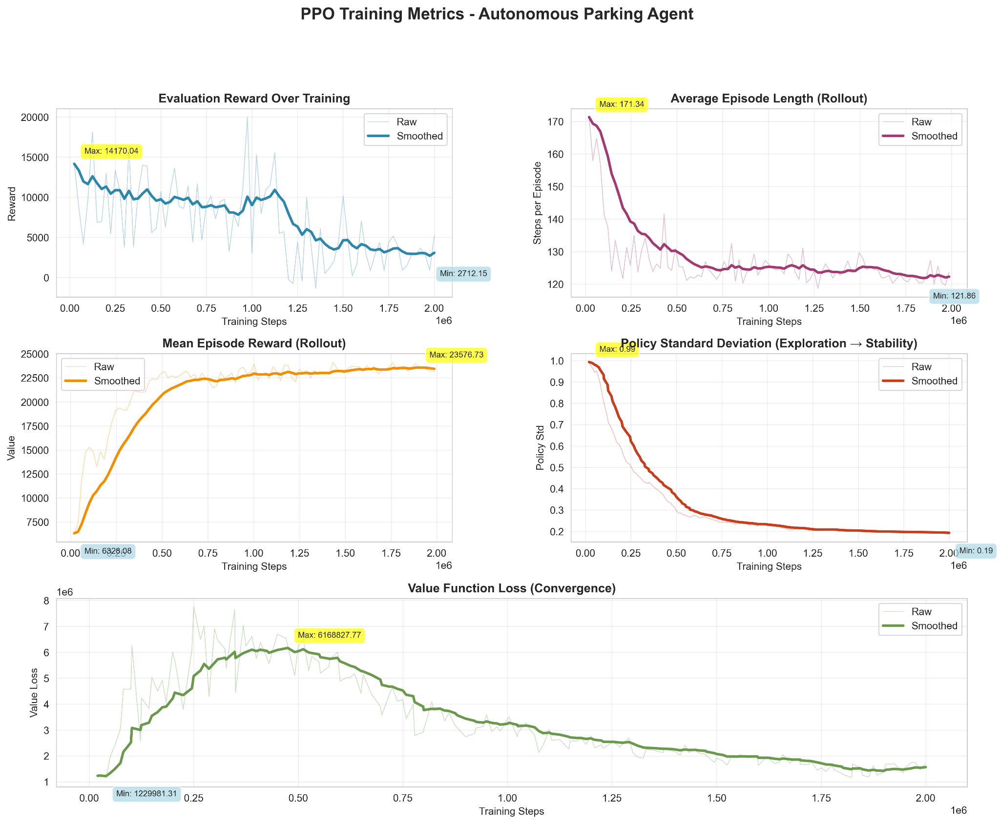 PPO Training Metrics - Autonomous Parking Agent
Evaluation Reward Over Training
Max: 14170.04
Raw
Smoothed
Min: 2712.15
Reward
20000
15000
10000
5000
0
0.00 0.25 0.50 0.75 1.00 1.25 1.50 1.75 2.00
1e6
Training Steps
Average Episode Length (Rollout)
Max: 171.34
Raw
Smoothed
Min: 121.86
Steps per Episode
170
160
150
140
130
120
0.00 0.25 0.50 0.75 1.00 1.25 1.50 1.75 2.00
1e6
Training Steps
Mean Episode Reward (Rollout)
Max: 23576.73
Raw
Smoothed
Min: 6328.08
Value
25000
22500
20000
17500
15000
12500
10000
7500
0.00 0.25 0.50 0.75 1.00 1.25 1.50 1.75 2.00
1e6
Training Steps
Policy Standard Deviation (Exploration → Stability)
Max: 0.99
Raw
Smoothed
Min: 0.19
Policy Std
1.0
0.9
0.8
0.7
0.6
0.5
0.4
0.3
0.2
0.00 0.25 0.50 0.75 1.00 1.25 1.50 1.75 2.00
1e6
Training Steps
Value Function Loss (Convergence)
1e6
Raw
Smoothed
Max: 6168827.77
Min: 1229981.31
Value Loss
8
7
6
5
4
3
2
1
0.00 0.25 0.50 0.75 1.00 1.25 1.50 1.75 2.00
1e6
Training Steps